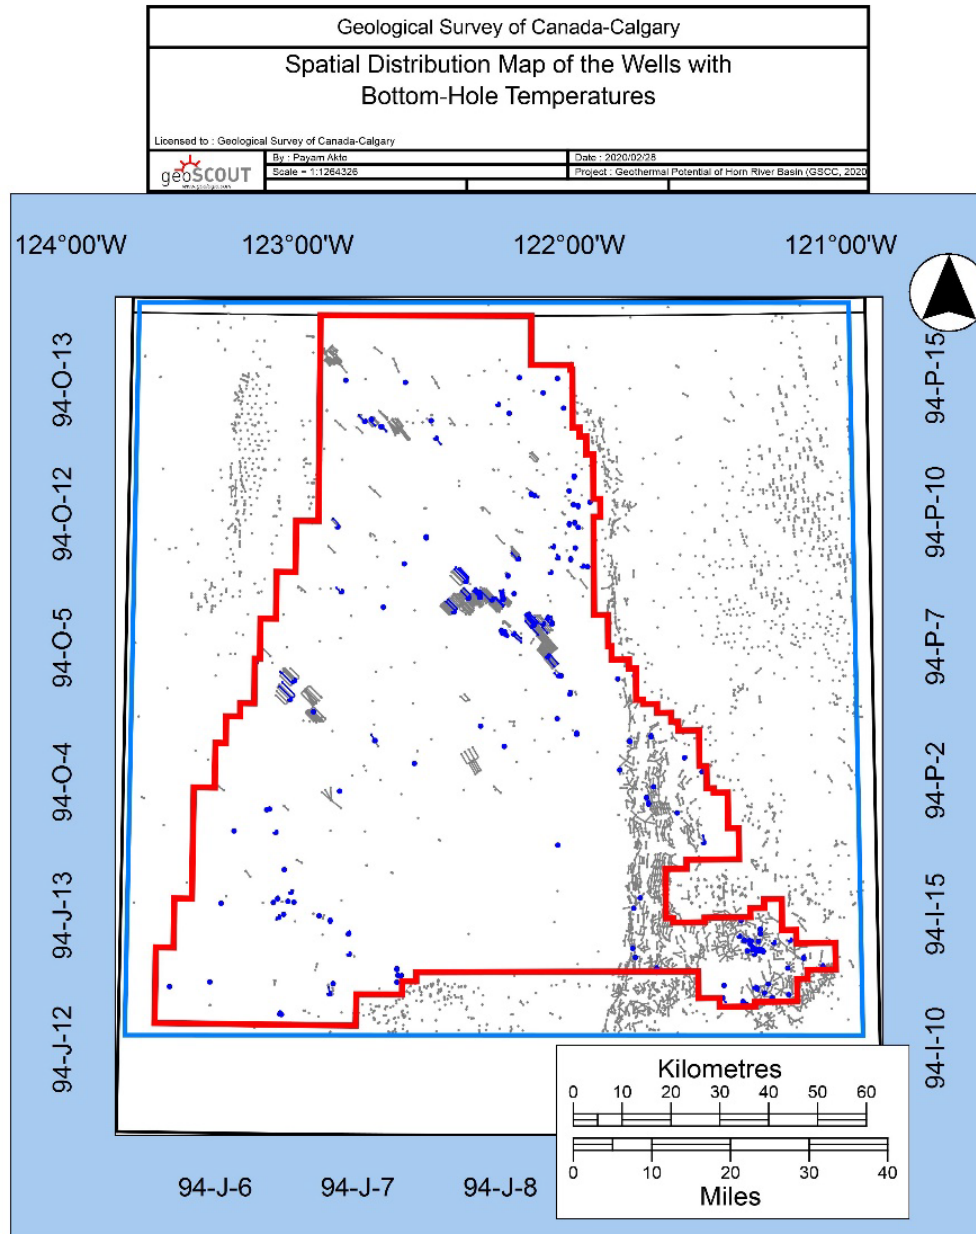 Geological Survey of Canada-Calgary
Spatial Distribution Map of the Wells with
Bottom-Hole Temperatures
Licensed to : Geological Survey of Canada-Calgary
geoSCOUT
By : Payam Akto
Date : 2020/02/28
Scale = 1:1264326
Project : Geothermal Potential of Horn River Basin (GSCC, 2020
124°00'W 123°00'W 122°00'W 121°00'W
94-O-13
94-O-12
94-O-5
94-O-4
94-J-13
94-J-12
94-P-15
94-P-10
94-P-7
94-P-2
94-I-15
94-I-10
94-J-6 94-J-7 94-J-8
Kilometres
0 10 20 30 40 50 60
0 10 20 30 40
Miles